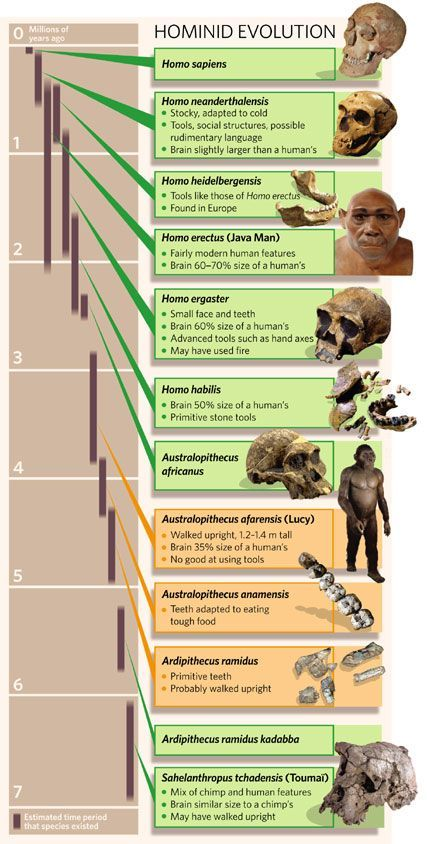 HOMINID EVOLUTION
0 Millions of
years ago
1
2
3
4
5
6
7
Homo sapiens
Homo neanderthalensis
• Stocky, adapted to cold
• Tools, social structures, possible
rudimentary language
• Brain slightly larger than a human's
Homo heidelbergensis
• Tools like those of Homo erectus
• Found in Europe
Homo erectus (Java Man)
• Fairly modern human features
• Brain 60–70% size of a human's
Homo ergaster
• Small face and teeth
• Brain 60% size of a human's
• Advanced tools such as hand axes
• May have used fire
Homo habilis
• Brain 50% size of a human's
• Primitive stone tools
Australopithecus
africanus
Australopithecus afarensis (Lucy)
• Walked upright, 1.2–1.4 m tall
• Brain 35% size of a human's
• No good at using tools
Australopithecus anamensis
• Teeth adapted to eating
tough food
Ardipithecus ramidus
• Primitive teeth
• Probably walked upright
Ardipithecus ramidus kadabba
Sahelanthropus tchadensis (Toumaï)
• Mix of chimp and human features
• Brain similar size to a chimp's
• May have walked upright
Estimated time period
that species existed